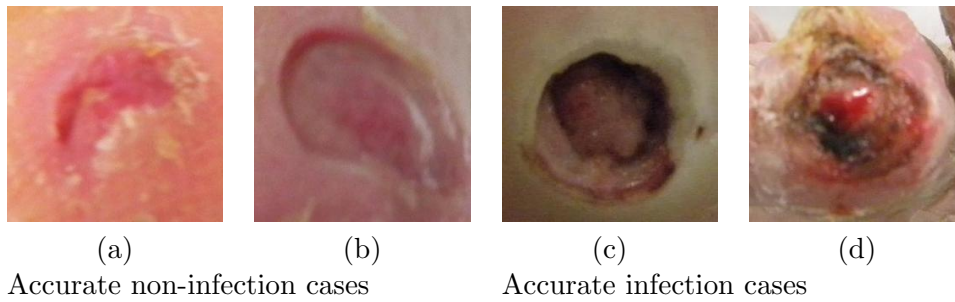 (a) (b) (c) (d)
Accurate non-infection cases Accurate infection cases